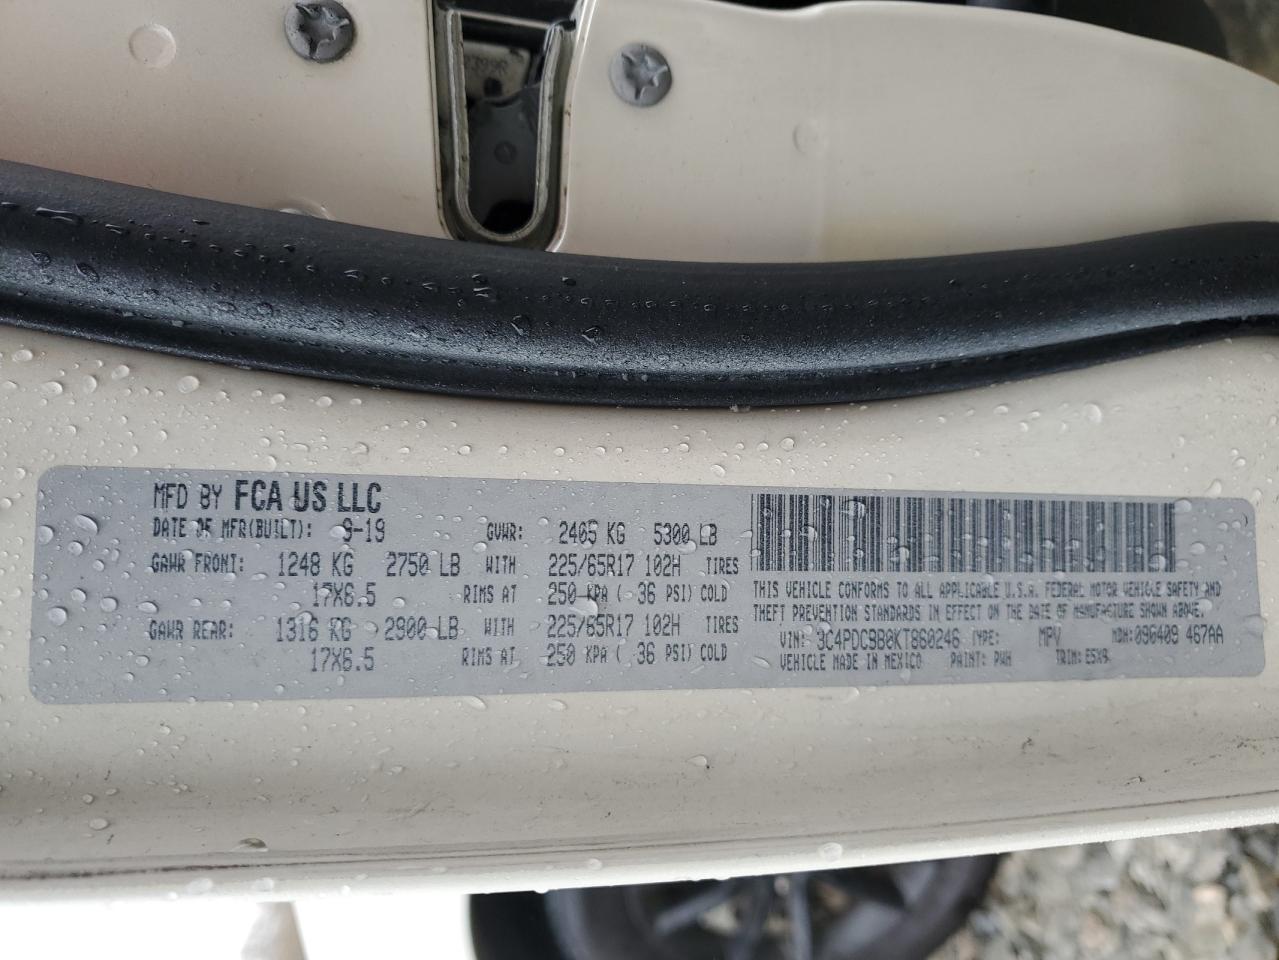 MFD BY FCA US LLC
DATE OF MFR(BUILT): 9-19 GVWR: 2405 KG 5300 LB
GAWR FRONT: 1248 KG 2750 LB WITH 225/65R17 102H TIRES
17X6.5 RIMS AT 250 KPA ( 36 PSI) COLD
GAWR REAR: 1316 KG 2900 LB WITH 225/65R17 102H TIRES
17X6.5 RIMS AT 250 KPA ( 36 PSI) COLD
THIS VEHICLE CONFORMS TO ALL APPLICABLE U.S.A. FEDERAL MOTOR VEHICLE SAFETY AND
THEFT PREVENTION STANDARDS IN EFFECT ON THE DATE OF MANUFACTURE SHOWN ABOVE.
VIN: 3C4PDCBB0KT860246 TYPE: MPV MDH: 096409 467AA
VEHICLE MADE IN MEXICO PAINT: PWH TRIM: E5X9